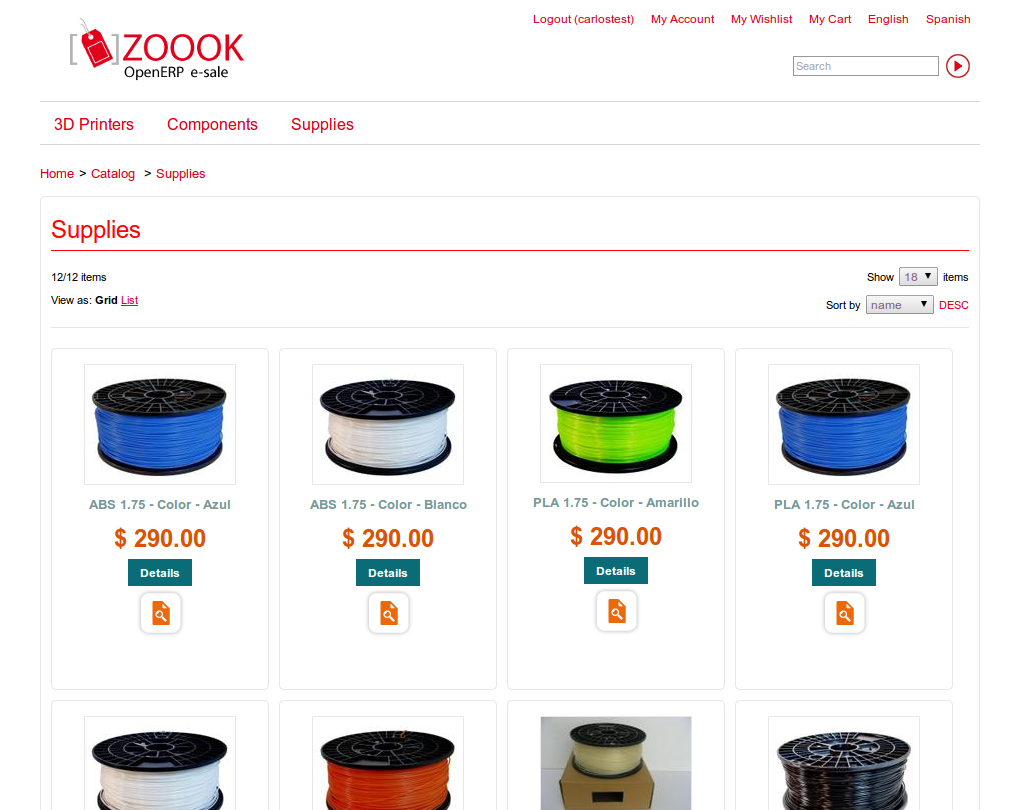 Logout (carlostest) My Account My Wishlist My Cart English Spanish
[ ] ZOOOK
OpenERP e-sale
Search
3D Printers Components Supplies
Home > Catalog > Supplies
Supplies
12/12 items
Show 18 items
View as: Grid List
Sort by name DESC
ABS 1.75 - Color - Azul
$ 290.00
Details
ABS 1.75 - Color - Blanco
$ 290.00
Details
PLA 1.75 - Color - Amarillo
$ 290.00
Details
PLA 1.75 - Color - Azul
$ 290.00
Details